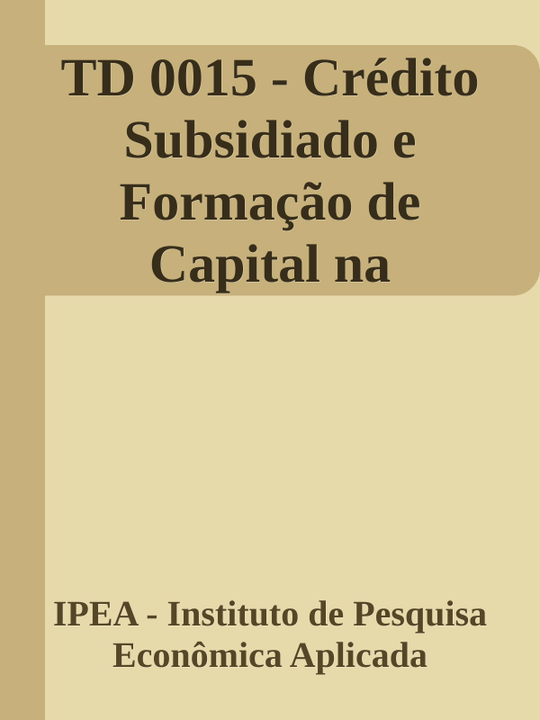 TD 0015 - Crédito
Subsidiado e
Formação de
Capital na
IPEA - Instituto de Pesquisa
Econômica Aplicada